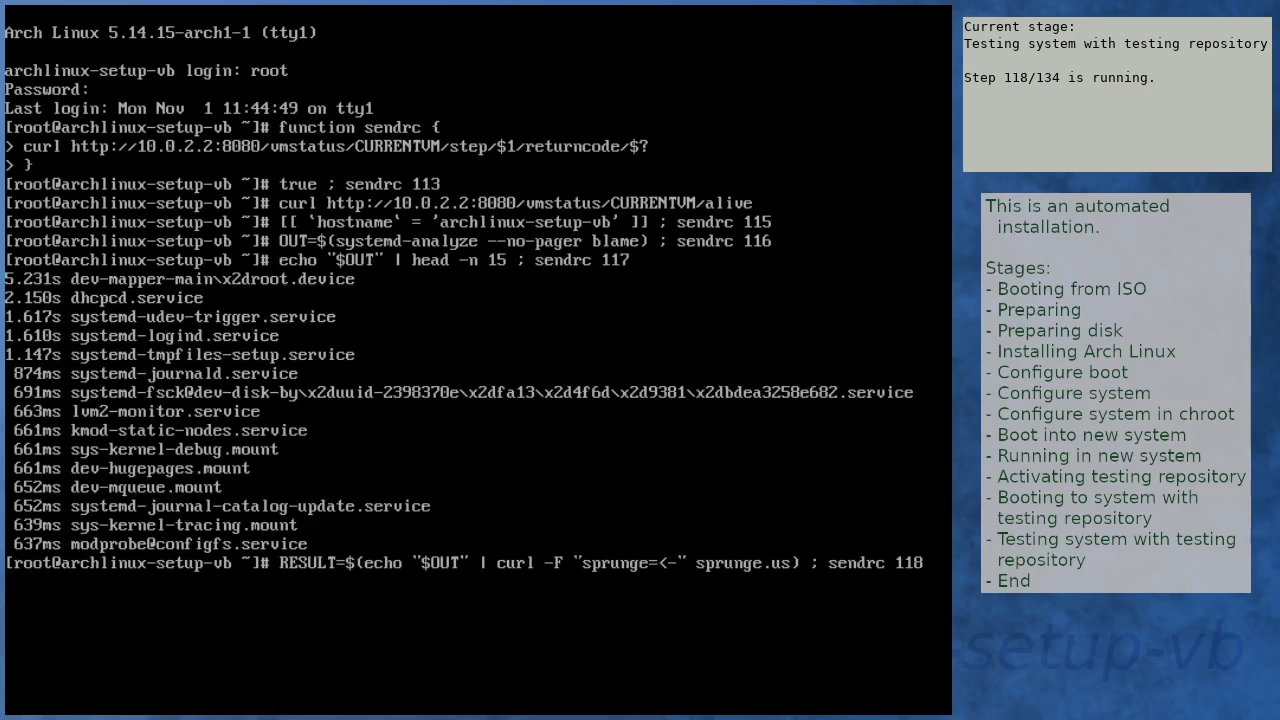 Arch Linux 5.14.15-arch1-1 (tty1)
archlinux-setup-vb login: root
Password:
Last login: Mon Nov  1 11:44:49 on tty1
[root@archlinux-setup-vb ~]# function sendrc {
> curl http://10.0.2.2:8080/vmstatus/CURRENTVM/step/$1/returncode/$?
> }
[root@archlinux-setup-vb ~]# true ; sendrc 113
[root@archlinux-setup-vb ~]# curl http://10.0.2.2:8080/vmstatus/CURRENTVM/alive
[root@archlinux-setup-vb ~]# [[ `hostname` = 'archlinux-setup-vb' ]] ; sendrc 115
[root@archlinux-setup-vb ~]# OUT=$(systemd-analyze --no-pager blame) ; sendrc 116
[root@archlinux-setup-vb ~]# echo "$OUT" | head -n 15 ; sendrc 117
5.231s dev-mapper-main\x2droot.device
2.150s dhcpcd.service
1.617s systemd-udev-trigger.service
1.610s systemd-logind.service
1.147s systemd-tmpfiles-setup.service
 874ms systemd-journald.service
 691ms systemd-fsck@dev-disk-by\x2duuid-2398370e\x2dfa13\x2d4f6d\x2d9381\x2dbdea3258e682.service
 663ms lvm2-monitor.service
 661ms kmod-static-nodes.service
 661ms sys-kernel-debug.mount
 661ms dev-hugepages.mount
 652ms dev-mqueue.mount
 652ms systemd-journal-catalog-update.service
 639ms sys-kernel-tracing.mount
 637ms modprobe@configfs.service
[root@archlinux-setup-vb ~]# RESULT=$(echo "$OUT" | curl -F "sprunge=<-" sprunge.us) ; sendrc 118
Current stage:
Testing system with testing repository
Step 118/134 is running.
This is an automated
installation.
Stages:
- Booting from ISO
- Preparing
- Preparing disk
- Installing Arch Linux
- Configure boot
- Configure system
- Configure system in chroot
- Boot into new system
- Running in new system
- Activating testing repository
- Booting to system with
testing repository
- Testing system with testing
repository
- End
setup-vb